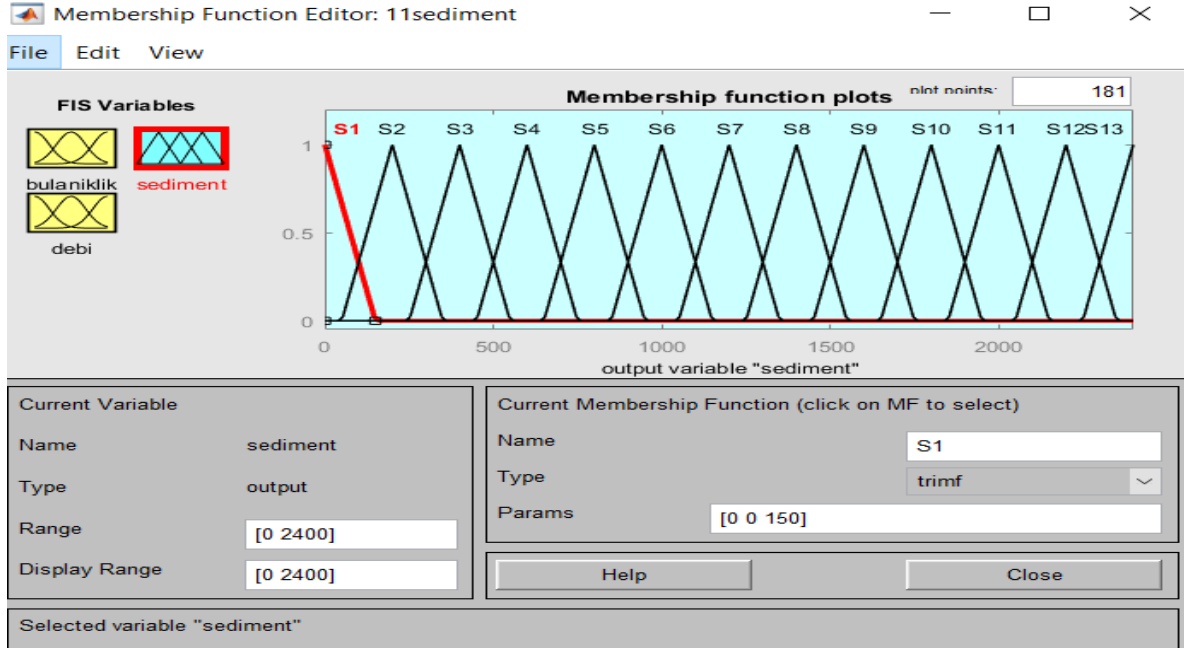 Membership Function Editor: 11sediment
File Edit View
FIS Variables
bulaniklik
sediment
debi
Membership function plots
plot points:
181
S1 S2 S3 S4 S5 S6 S7 S8 S9 S10 S11 S12S13
1
0.5
0
0 500 1000 1500 2000
output variable "sediment"
Current Variable
Name sediment
Type output
Range [0 2400]
Display Range [0 2400]
Current Membership Function (click on MF to select)
Name S1
Type trimf
Params [0 0 150]
Help Close
Selected variable "sediment"